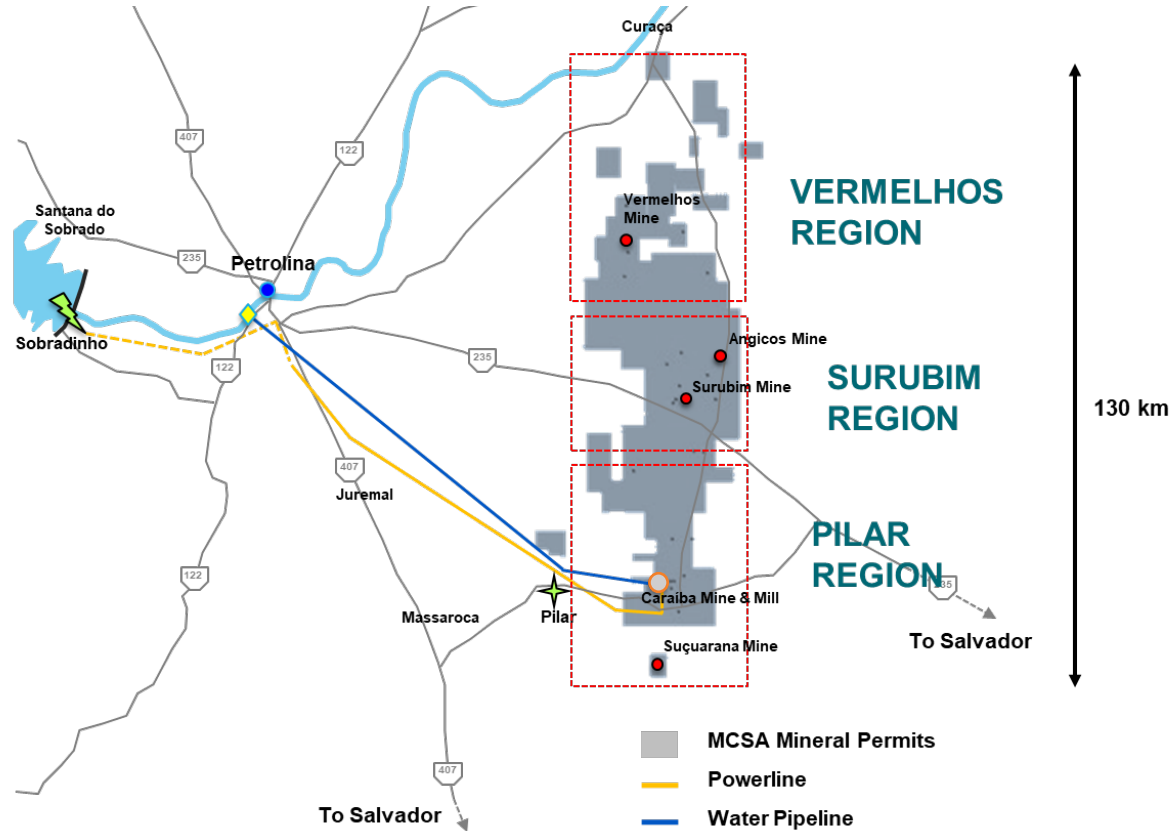 Curaça
407
122
VERMELHOS
REGION
Vermelhos
Mine
Santana do
Sobrado
235
Petrolina
Sobradinho
Angicos Mine
235
122
Surubim Mine
SURUBIM
REGION
130 km
407
Juremal
PILAR
REGION
122
235
Caraiba Mine & Mill
Massaroca
Pilar
To Salvador
Suçuarana Mine
MCSA Mineral Permits
407
Powerline
To Salvador
Water Pipeline